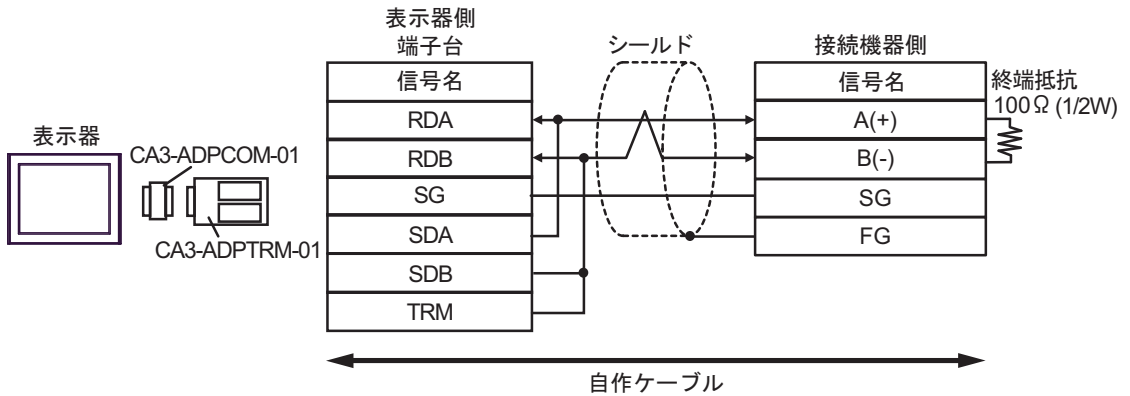 表示器
CA3-ADPCOM-01
CA3-ADPTRM-01
表示器側
端子台
信号名
RDA
RDB
SG
SDA
SDB
TRM
シールド
接続機器側
信号名
A(+)
B(-)
SG
FG
終端抵抗
100Ω (1/2W)
自作ケーブル